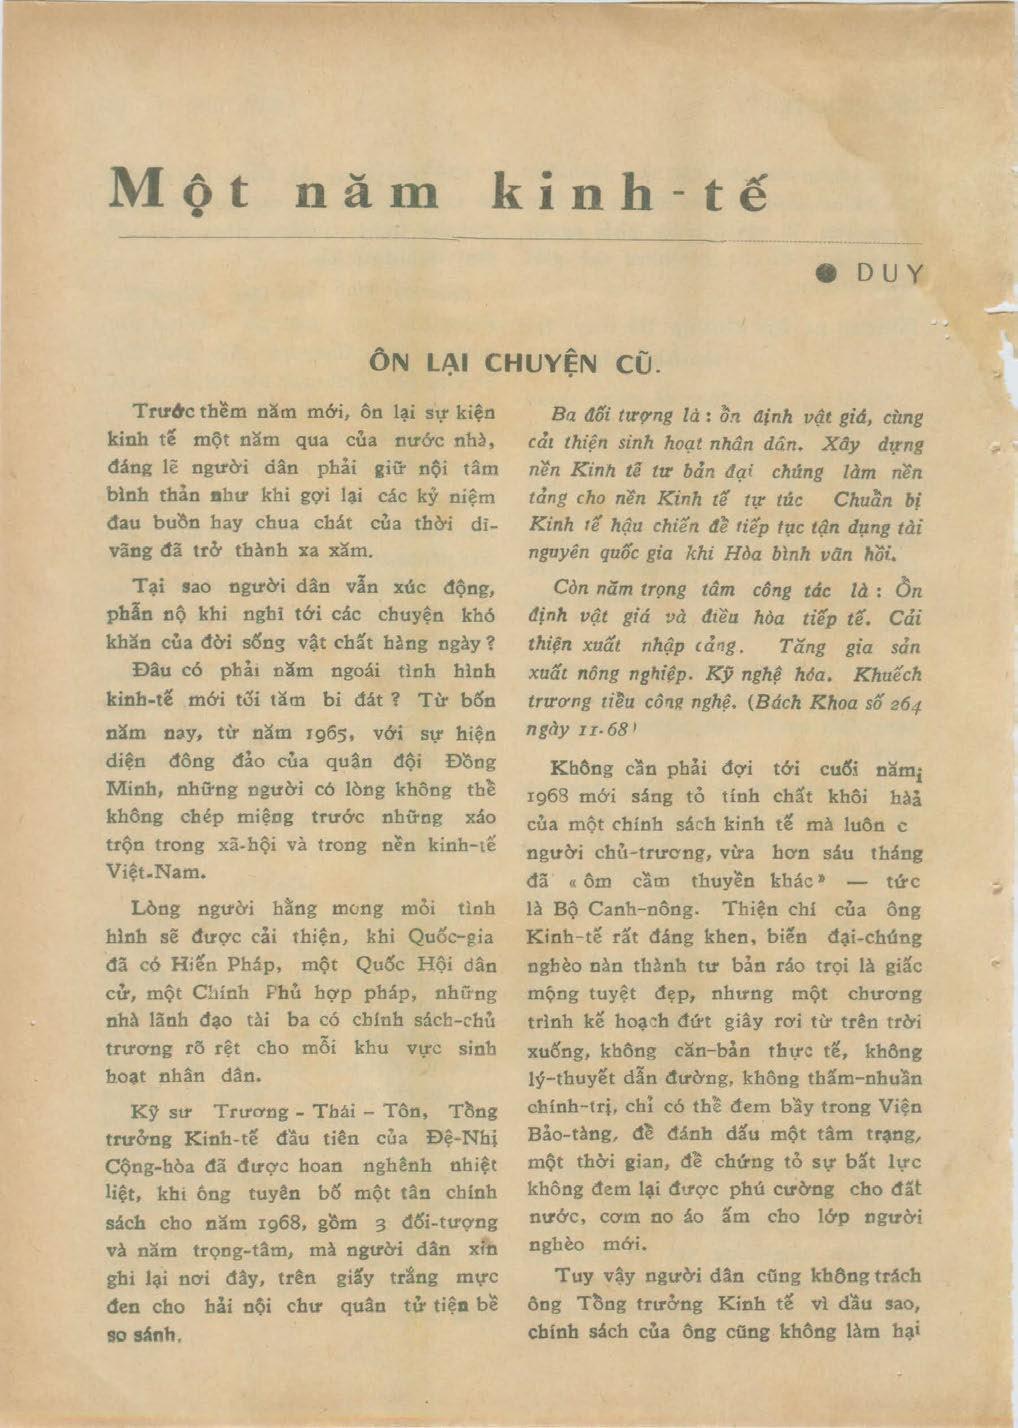 Một năm kinh-tế
● DUY
ÔN LẠI CHUYỆN CŨ.
Trước thềm năm mới, ôn lại sự kiện
kinh tế một năm qua của nước nhà,
đáng lẽ người dân phải giữ nội tâm
bình thản như khi gợi lại các kỷ niệm
đau buồn hay chua chát của thời dĩ-
vãng đã trở thành xa xăm.
Tại sao người dân vẫn xúc động,
phẫn nộ khi nghĩ tới các chuyện khó
khăn của đời sống vật chất hàng ngày ?
Đâu có phải năm ngoái tình hình
kinh-tế mới tối tăm bi đát ? Từ bốn
năm nay, từ năm 1965, với sự hiện
diện đông đảo của quân đội Đồng
Minh, những người có lòng không thể
không chép miệng trước những xáo
trộn trong xã-hội và trong nền kinh-tế
Việt-Nam.
Lòng người hằng mong mỏi tình
hình sẽ được cải thiện, khi Quốc-gia
đã có Hiến Pháp, một Quốc Hội dân
cử, một Chính Phủ hợp pháp, những
nhà lãnh đạo tài ba có chính sách-chủ
trương rõ rệt cho mỗi khu vực sinh
hoạt nhân dân.
Kỹ sư Trương - Thái - Tôn, Tổng
trưởng Kinh-tế đầu tiên của Đệ-Nhị
Cộng-hòa đã được hoan nghênh nhiệt
liệt, khi ông tuyên bố một tân chính
sách cho năm 1968, gồm 3 đối-tượng
và năm trọng-tâm, mà người dân xin
ghi lại nơi đây, trên giấy trắng mực
đen cho hải nội chư quân tử tiện bề
so sánh.
Ba đối tượng là : ổn định vật giá, cùng
cải thiện sinh hoạt nhân dân. Xây dựng
nền Kinh tế tư bản đại chúng làm nền
tảng cho nền Kinh tế tự túc Chuẩn bị
Kinh tế hậu chiến để tiếp tục tận dụng tài
nguyên quốc gia khi Hòa bình vãn hồi.
Còn năm trọng tâm công tác là : Ổn
định vật giá và điều hòa tiếp tế. Cải
thiện xuất nhập cảng. Tăng gia sản
xuất nông nghiệp. Kỹ nghệ hóa. Khuếch
trương tiểu công nghệ. (Bách Khoa số 264
ngày 11-68)
Không cần phải đợi tới cuối năm
1968 mới sáng tỏ tính chất khôi hài
của một chính sách kinh tế mà luôn c
người chủ-trương, vừa hơn sáu tháng
đã « ôm cầm thuyền khác » — tức
là Bộ Canh-nông. Thiện chí của ông
Kinh-tế rất đáng khen, biến đại-chúng
nghèo nàn thành tư bản ráo trọi là giấc
mộng tuyệt đẹp, nhưng một chương
trình kế hoạch đứt giây rơi từ trên trời
xuống, không căn-bản thực tế, không
lý-thuyết dẫn đường, không thấm-nhuần
chính-trị, chỉ có thể đem bầy trong Viện
Bảo-tàng, để đánh dấu một tâm trạng,
một thời gian, để chứng tỏ sự bất lực
không đem lại được phú cường cho đất
nước, cơm no áo ấm cho lớp người
nghèo mới.
Tuy vậy người dân cũng không trách
ông Tổng trưởng Kinh tế vì dầu sao,
chính sách của ông cũng không làm hại